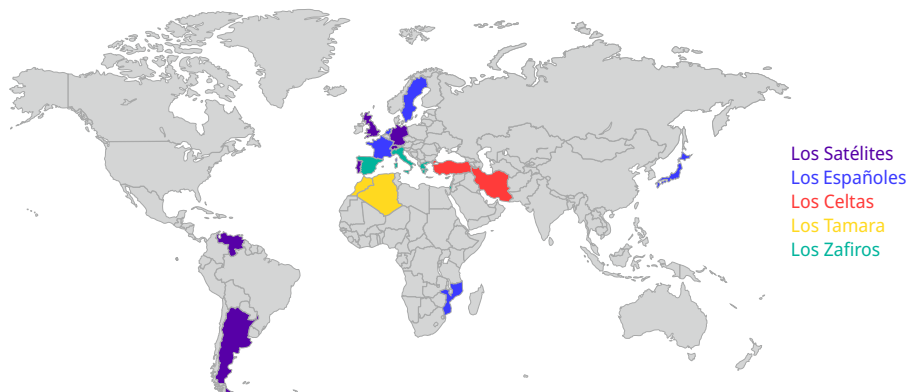 Los Satélites
Los Españoles
Los Celtas
Los Tamara
Los Zafiros